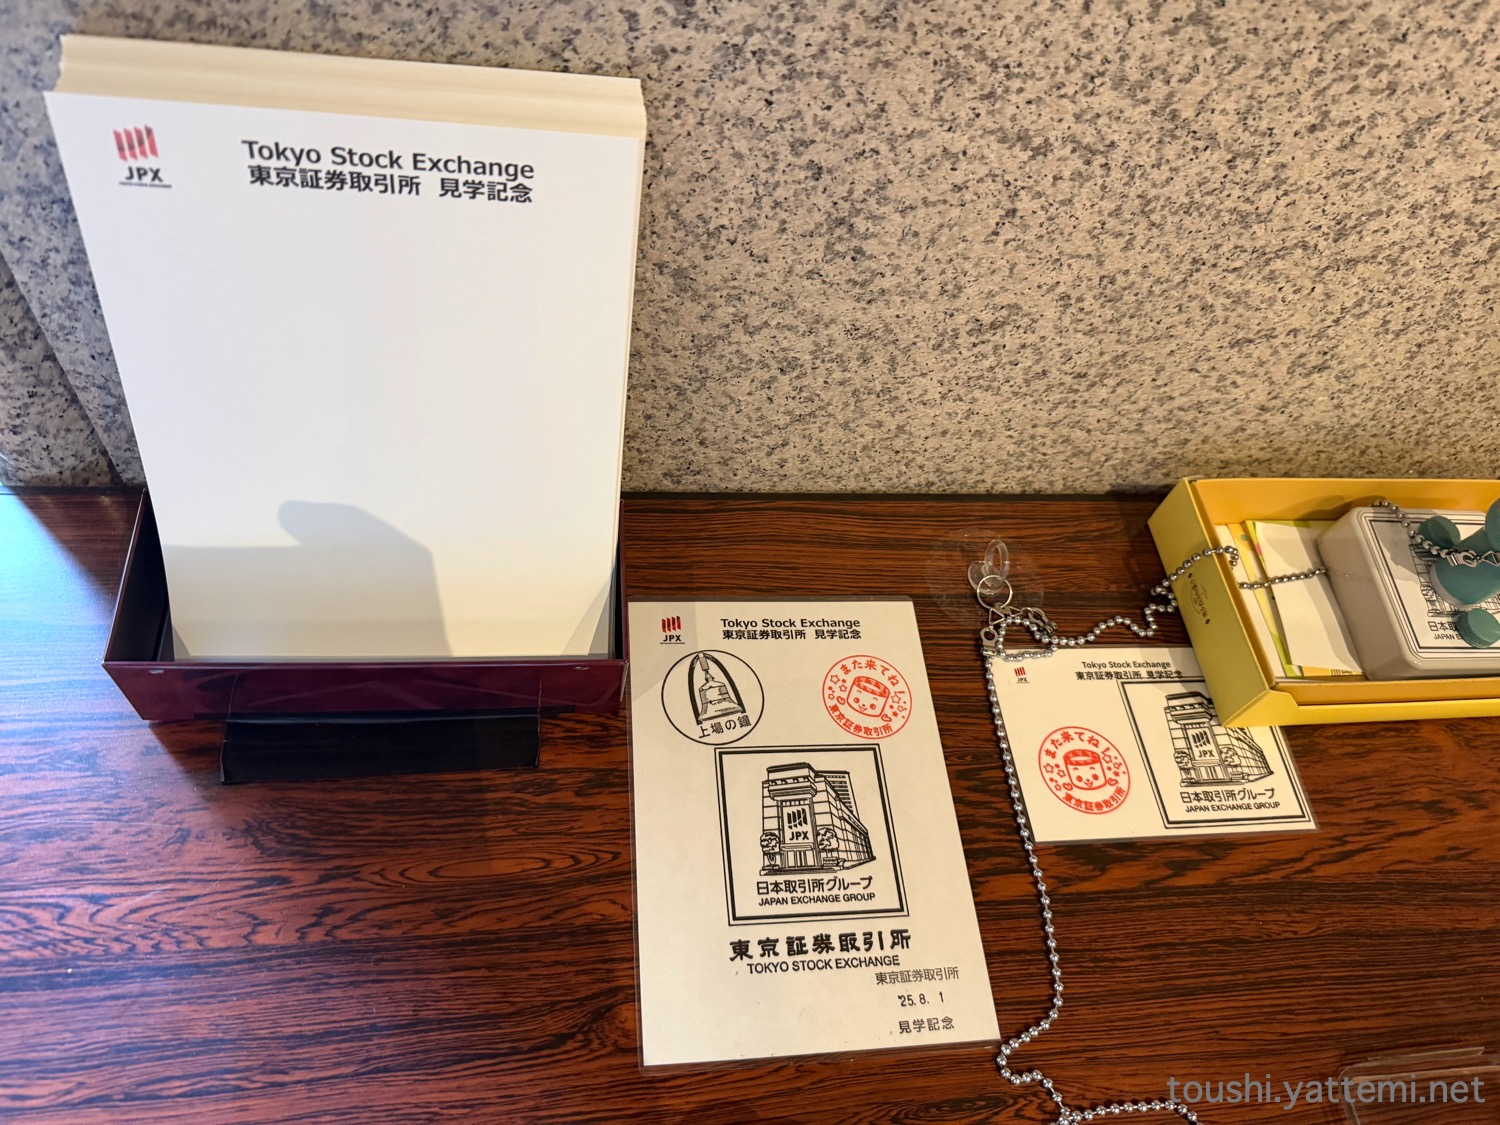 JPX
Tokyo Stock Exchange
東京証券取引所 見学記念
JPX
Tokyo Stock Exchange
東京証券取引所 見学記念
上場の鐘
また来てね!
東京証券取引所
JPX
日本取引所グループ
JAPAN EXCHANGE GROUP
東京証券取引所
TOKYO STOCK EXCHANGE
東京証券取引所
'25.8.1
見学記念
Tokyo Stock Exchange
東京証券取引所 見学記念
また来てね!
東京証券取引所
JPX
日本取引所グループ
JAPAN EXCHANGE GROUP
日本取
JAPAN E
toushi.yattemi.net